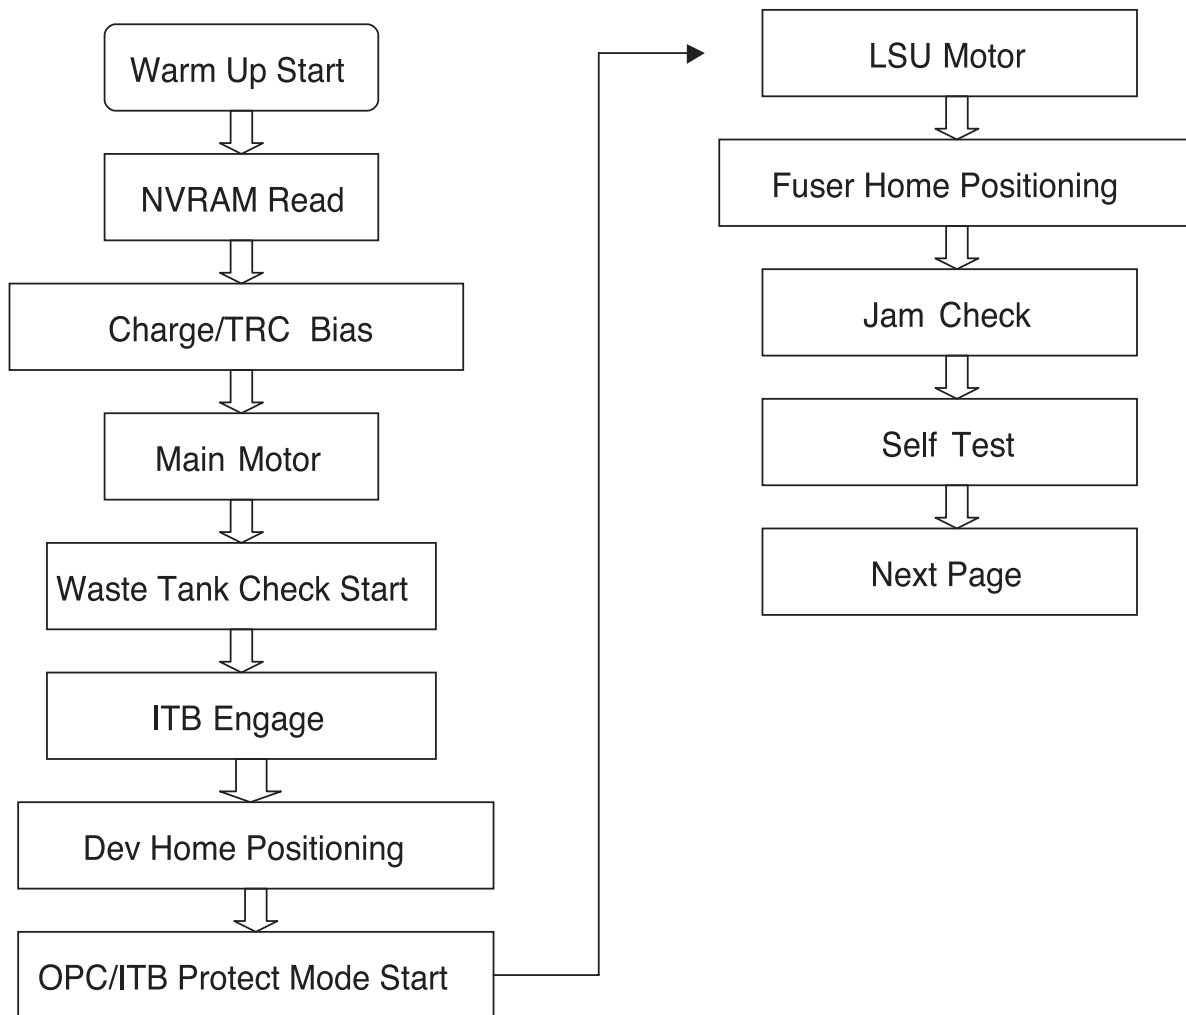 Warm Up Start
NVRAM Read
Charge/TRC Bias
Main Motor
Waste Tank Check Start
ITB Engage
Dev Home Positioning
OPC/ITB Protect Mode Start
LSU Motor
Fuser Home Positioning
Jam Check
Self Test
Next Page